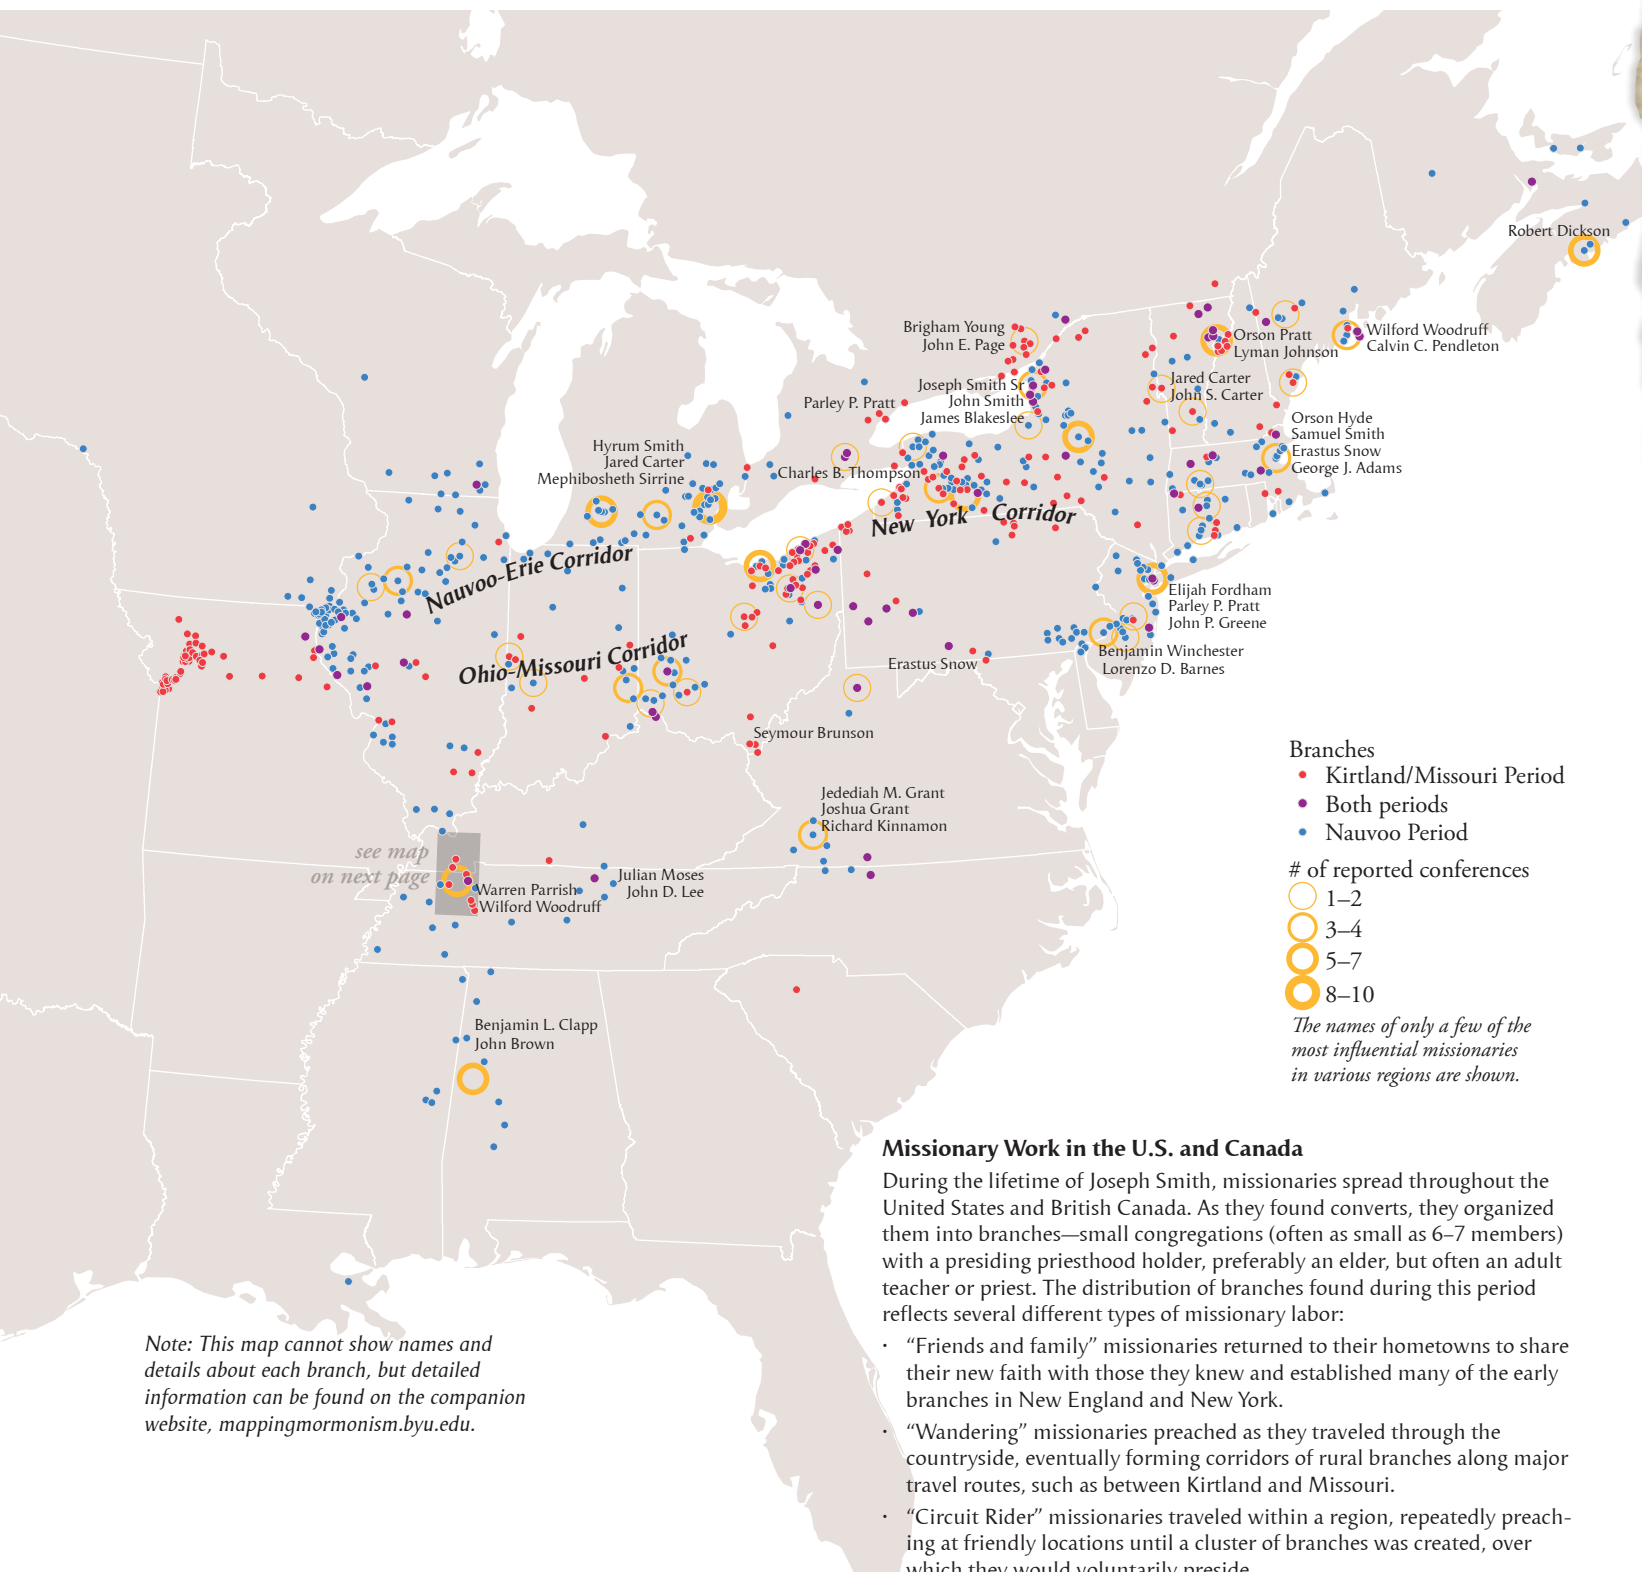 Robert Dickson
Brigham Young
John E. Page
Orson Pratt
Lyman Johnson
Wilford Woodruff
Calvin C. Pendleton
Joseph Smith Sr
John Smith
James Blakeslee
Jared Carter
John S. Carter
Parley P. Pratt
Orson Hyde
Samuel Smith
Erastus Snow
George J. Adams
Hyrum Smith
Jared Carter
Mephibosheth Sirrine
Charles B. Thompson
New York Corridor
Nauvoo-Erie Corridor
Elijah Fordham
Parley P. Pratt
John P. Greene
Ohio-Missouri Corridor
Benjamin Winchester
Lorenzo D. Barnes
Erastus Snow
Seymour Brunson
Jedediah M. Grant
Joshua Grant
Richard Kinnamon
see map
on next page
Julian Moses
John D. Lee
Warren Parrish
Wilford Woodruff
Benjamin L. Clapp
John Brown
Branches
Kirtland/Missouri Period
Both periods
Nauvoo Period
# of reported conferences
1–2
3–4
5–7
8–10
The names of only a few of the
most influential missionaries
in various regions are shown.
Missionary Work in the U.S. and Canada
During the lifetime of Joseph Smith, missionaries spread throughout the
United States and British Canada. As they found converts, they organized
them into branches—small congregations (often as small as 6–7 members)
with a presiding priesthood holder, preferably an elder, but often an adult
teacher or priest. The distribution of branches found during this period
reflects several different types of missionary labor:
· “Friends and family” missionaries returned to their hometowns to share
their new faith with those they knew and established many of the early
branches in New England and New York.
· “Wandering” missionaries preached as they traveled through the
countryside, eventually forming corridors of rural branches along major
travel routes, such as between Kirtland and Missouri.
· “Circuit Rider” missionaries traveled within a region, repeatedly preach-
ing at friendly locations until a cluster of branches was created, over
which they would voluntarily preside.
Note: This map cannot show names and
details about each branch, but detailed
information can be found on the companion
website, mappingmormonism.byu.edu.